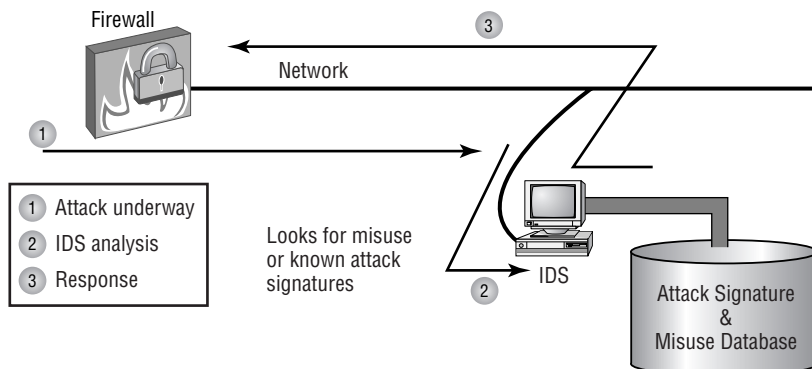 Firewall
3
Network
1
1 Attack underway
2 IDS analysis
3 Response
Looks for misuse
or known attack
signatures
2
IDS
Attack Signature
&
Misuse Database